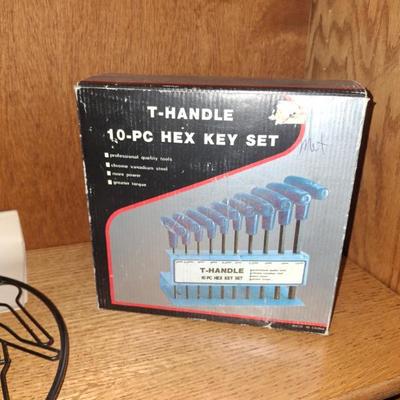 T-HANDLE
10-PC HEX KEY SET
professional quality tools
chrome vanadium steel
more power
greater torque
Met
T-HANDLE
10 PC HEX KEY SET